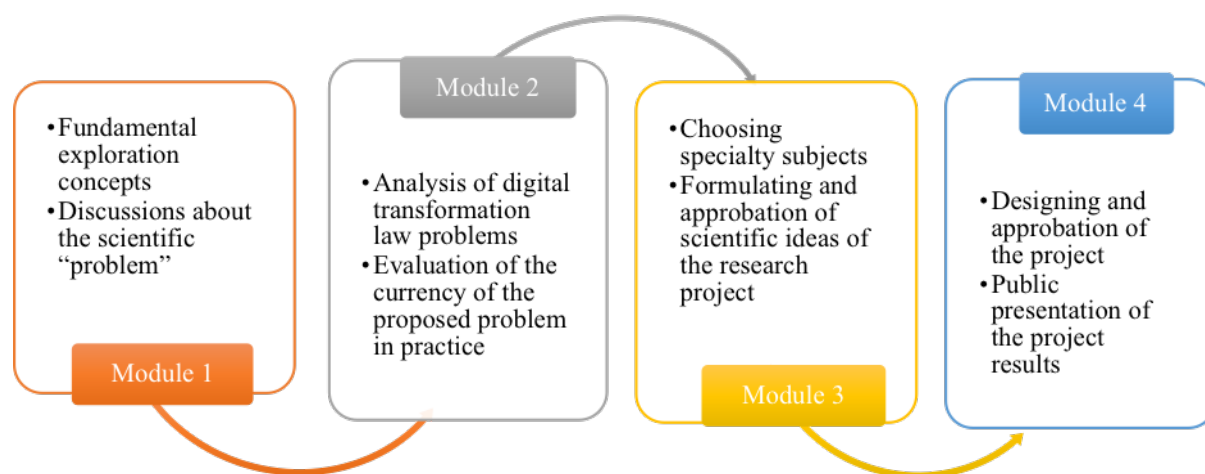 •Fundamental
exploration
concepts
•Discussions about
the scientific
“problem”
Module 1
Module 2
•Analysis of digital
transformation
law problems
•Evaluation of the
currency of the
proposed problem
in practice
•Choosing
specialty subjects
•Formulating and
approbation of
scientific ideas of
the research
project
Module 3
Module 4
•Designing and
approbation of
the project
•Public
presentation of
the project
results